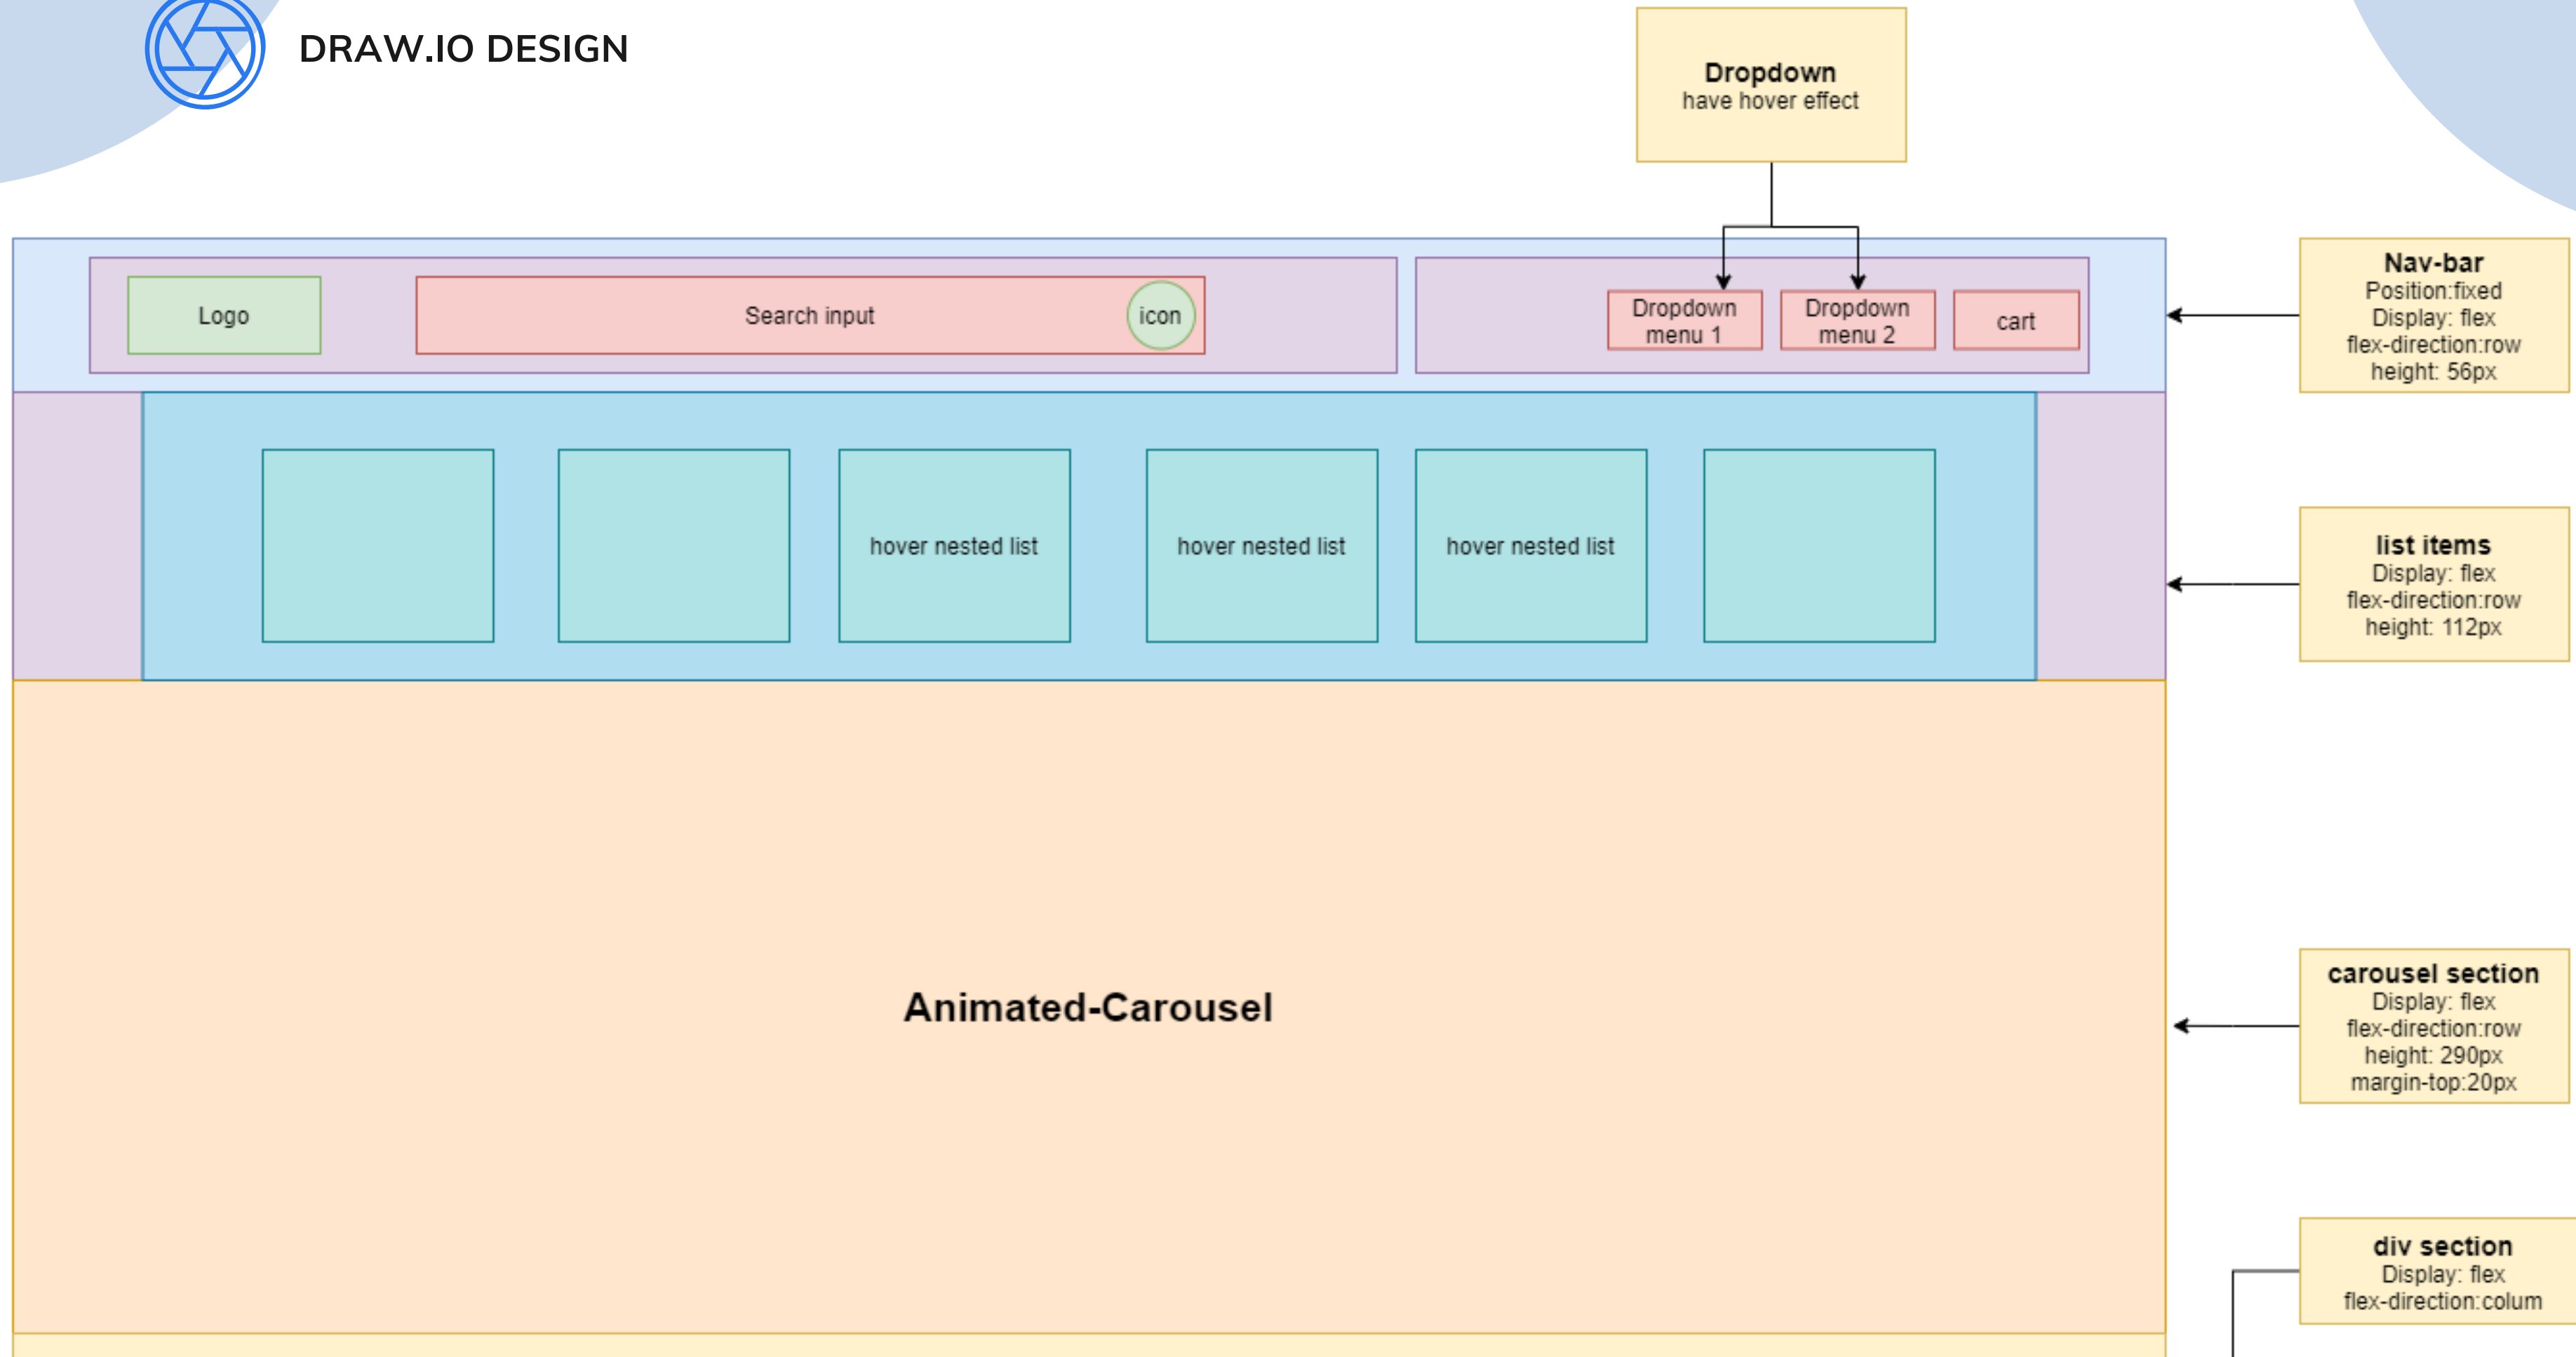 DRAW.IO DESIGN
Dropdown
have hover effect
Logo
Search input
icon
Dropdown
menu 1
Dropdown
menu 2
cart
Nav-bar
Position:fixed
Display: flex
flex-direction:row
height: 56px
hover nested list
hover nested list
hover nested list
list items
Display: flex
flex-direction:row
height: 112px
Animated-Carousel
carousel section
Display: flex
flex-direction:row
height: 290px
margin-top:20px
div section
Display: flex
flex-direction:colum